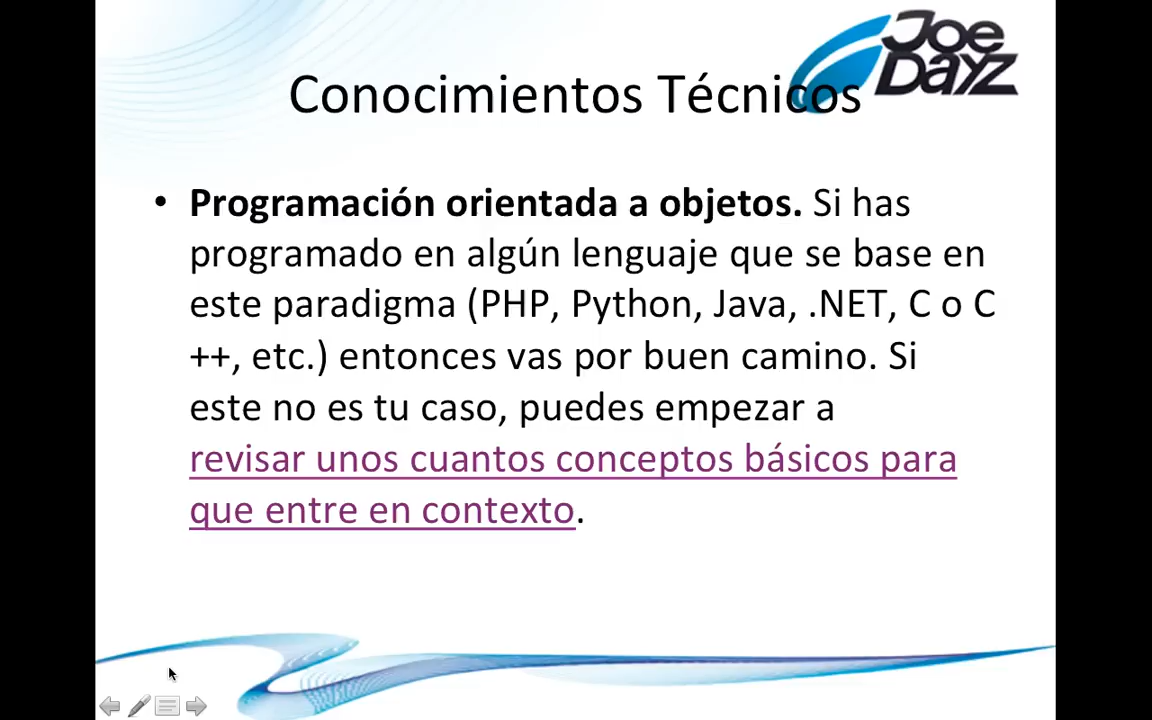 JOE
DAYZ
Conocimientos Técnicos
• Programación orientada a objetos. Si has
programado en algún lenguaje que se base en
este paradigma (PHP, Python, Java, .NET, C o C
++, etc.) entonces vas por buen camino. Si
este no es tu caso, puedes empezar a
revisar unos cuantos conceptos básicos para
que entre en contexto.